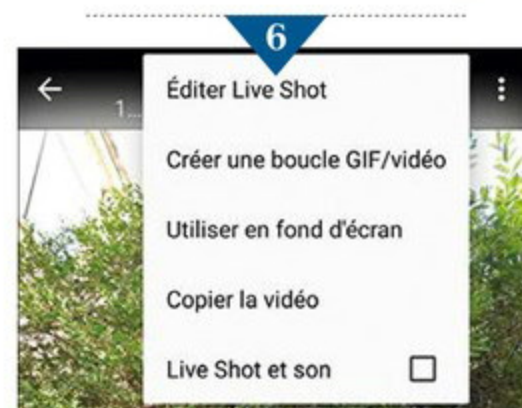 6
1...
Éditer Live Shot
Créer une boucle GIF/vidéo
Utiliser en fond d'écran
Copier la vidéo
Live Shot et son